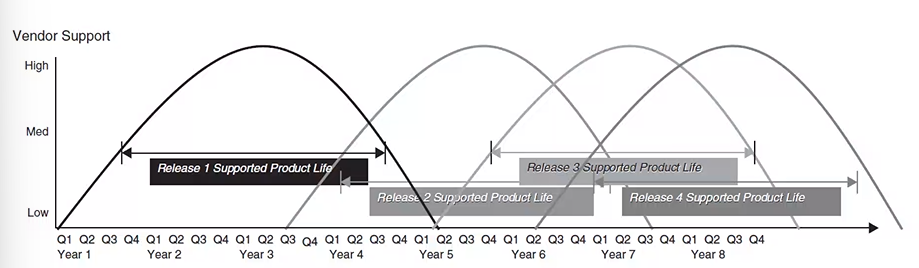 Vendor Support
High
Med
Low
Release 1 Supported Product Life
Release 3 Supported Product Life
Release 2 Supported Product Life
Release 4 Supported Product Life
Q1 Q2 Q3 Q4 Q1 Q2 Q3 Q4 Q1 Q2 Q3 Q4 Q1 Q2 Q3 Q4 Q1 Q2 Q3 Q4 Q1 Q2 Q3 Q4 Q1 Q2 Q3 Q4 Q1 Q2 Q3 Q4
Year 1 Year 2 Year 3 Year 4 Year 5 Year 6 Year 7 Year 8